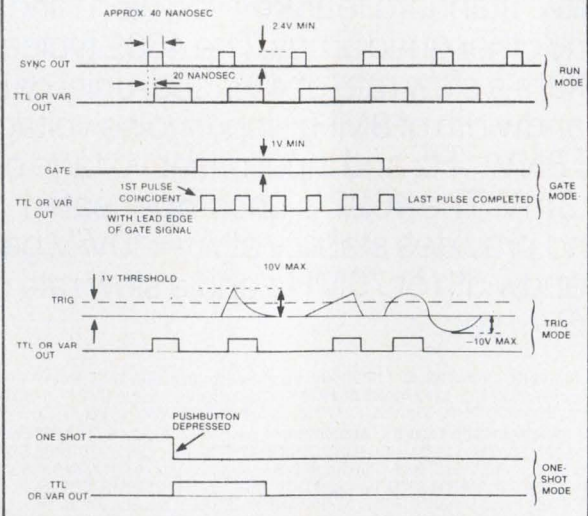 APPROX. 40 NANOSEC
2.4V MIN
SYNC OUT
20 NANOSEC
RUN
MODE
TTL OR VAR
OUT
1V MIN
GATE
1ST PULSE
COINCIDENT
LAST PULSE COMPLETED
GATE
MODE
TTL OR VAR
OUT
WITH LEAD EDGE
OF GATE SIGNAL
1V THRESHOLD
10V MAX
TRIG
TRIG
MODE
-10V MAX.
TTL OR VAR
OUT
PUSHBUTTON
DEPRESSED
ONE SHOT
ONE-
SHOT
MODE
TTL
OR VAR OUT